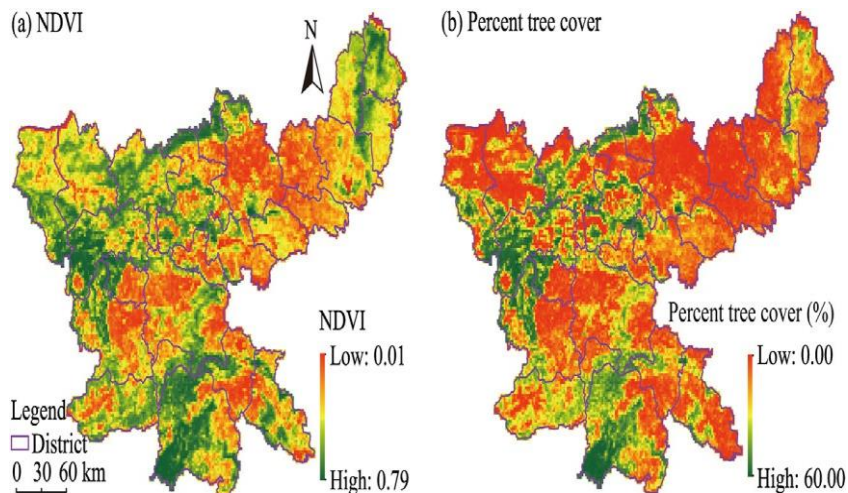 (a) NDVI
N
(b) Percent tree cover
NDVI
Low: 0.01
High: 0.79
Legend
District
0 30 60 km
Percent tree cover (%)
Low: 0.00
High: 60.00